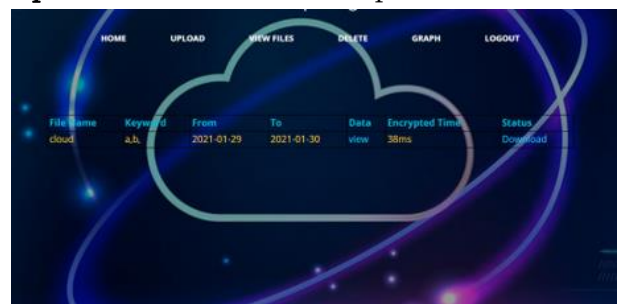 HOME UPLOAD VIEW FILES DELETE GRAPH LOGOUT
File Name Keyword From To Data Encrypted Time Status
cloud a,b, 2021-01-29 2021-01-30 view 38ms Download